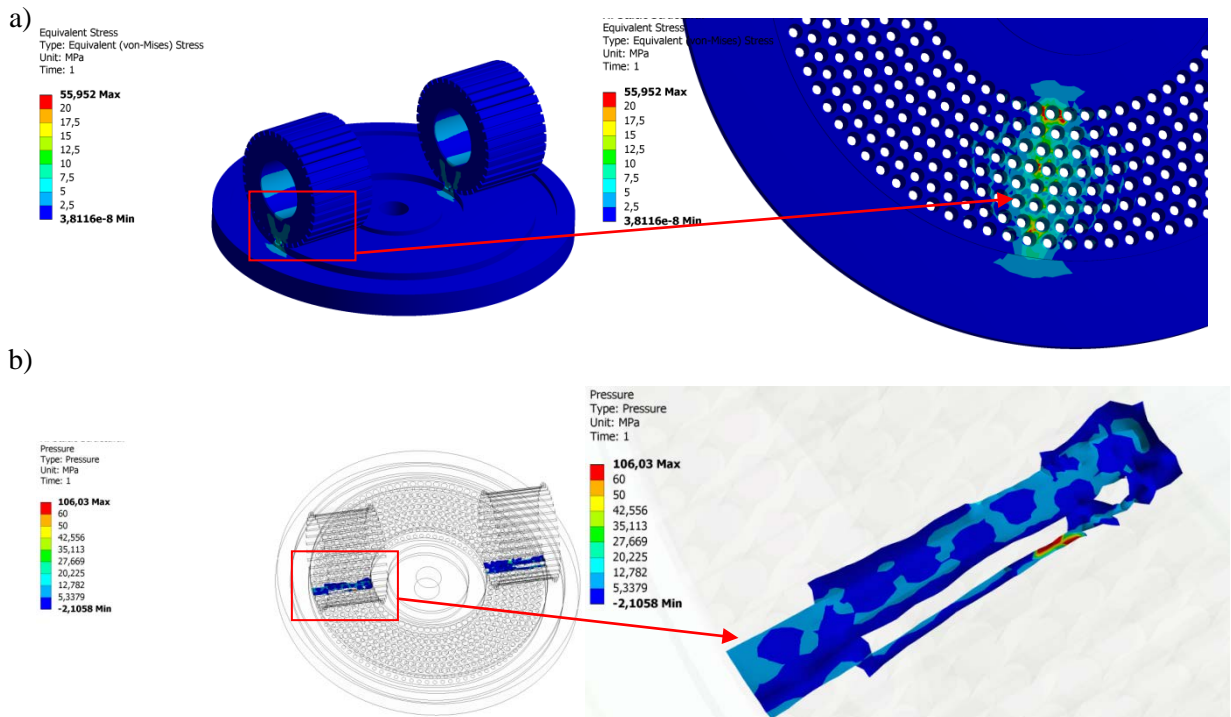 a)
Equivalent Stress
Type: Equivalent (von-Mises) Stress
Unit: MPa
Time: 1
55,952 Max
20
17,5
15
12,5
10
7,5
5
2,5
3,8116e-8 Min
Equivalent Stress
Type: Equivalent (von-Mises) Stress
Unit: MPa
Time: 1
55,952 Max
20
17,5
15
12,5
10
7,5
5
2,5
3,8116e-8 Min
b)
Pressure
Type: Pressure
Unit: MPa
Time: 1
106,03 Max
60
50
42,556
35,113
27,669
20,225
12,782
5,3379
-2,1058 Min
Pressure
Type: Pressure
Unit: MPa
Time: 1
106,03 Max
60
50
42,556
35,113
27,669
20,225
12,782
5,3379
-2,1058 Min